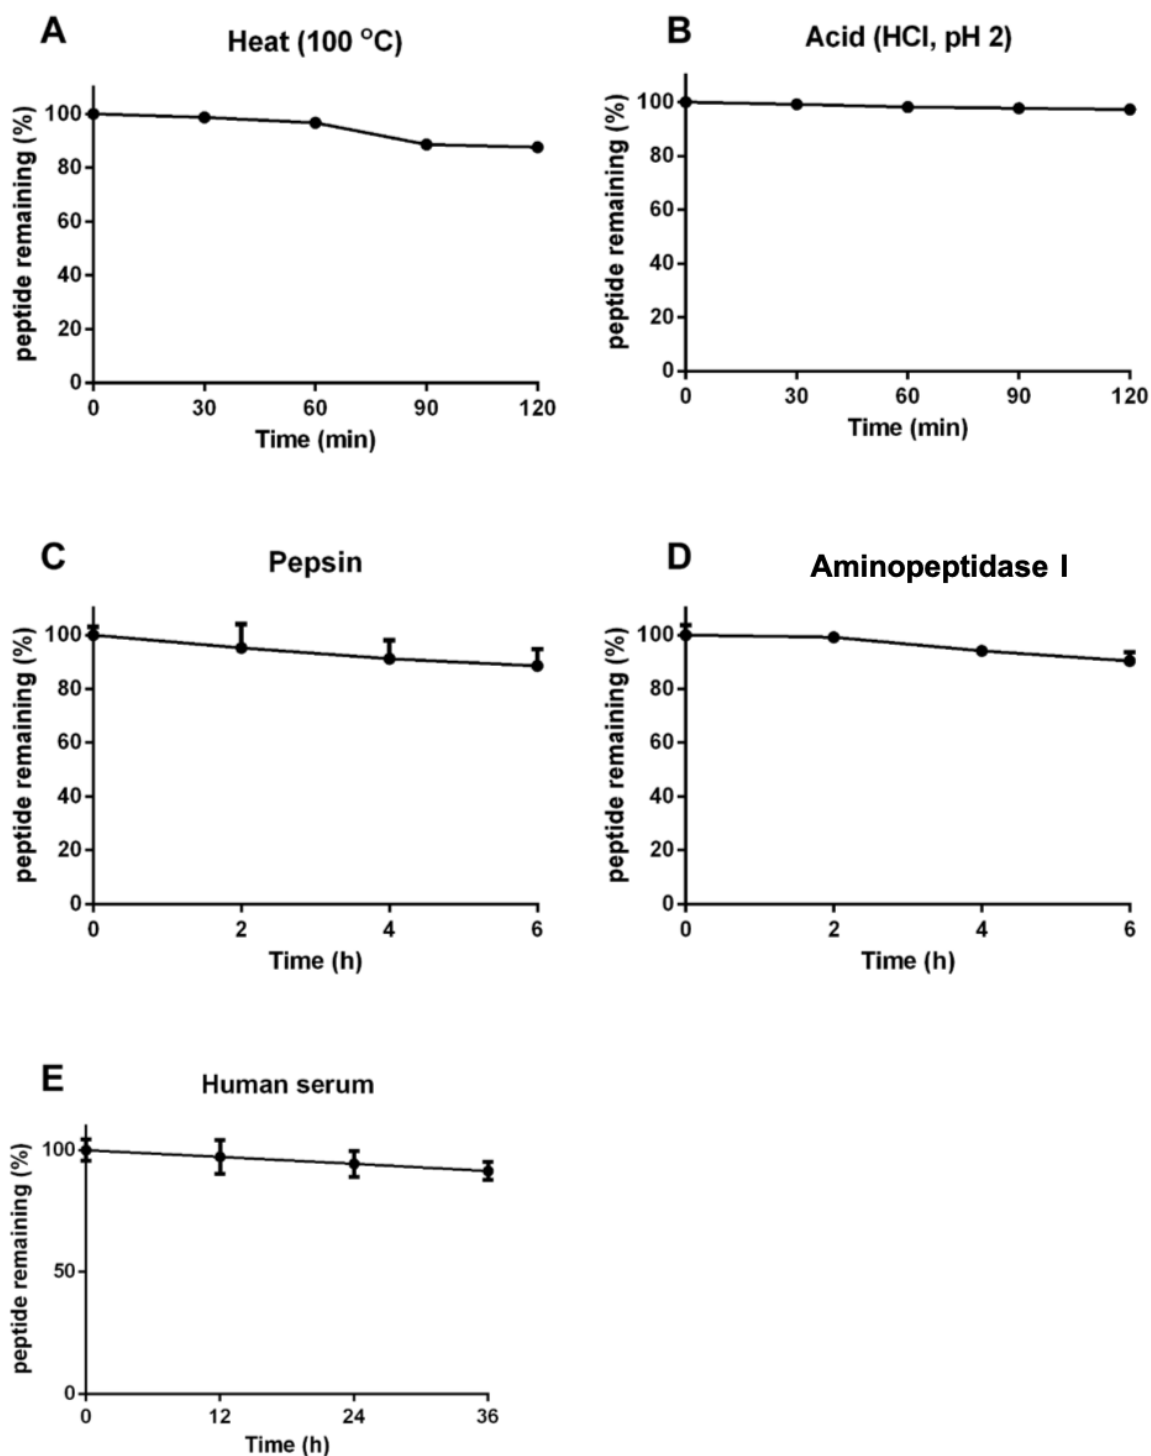 A
Heat (100 °C)
peptide remaining (%)
100
80
60
40
20
0
0 30 60 90 120
Time (min)
B
Acid (HCl, pH 2)
peptide remaining (%)
100
80
60
40
20
0
0 30 60 90 120
Time (min)
C
Pepsin
peptide remaining (%)
100
80
60
40
20
0
0 2 4 6
Time (h)
D
Aminopeptidase I
peptide remaining (%)
100
80
60
40
20
0
0 2 4 6
Time (h)
E
Human serum
peptide remaining (%)
100
50
0
0 12 24 36
Time (h)